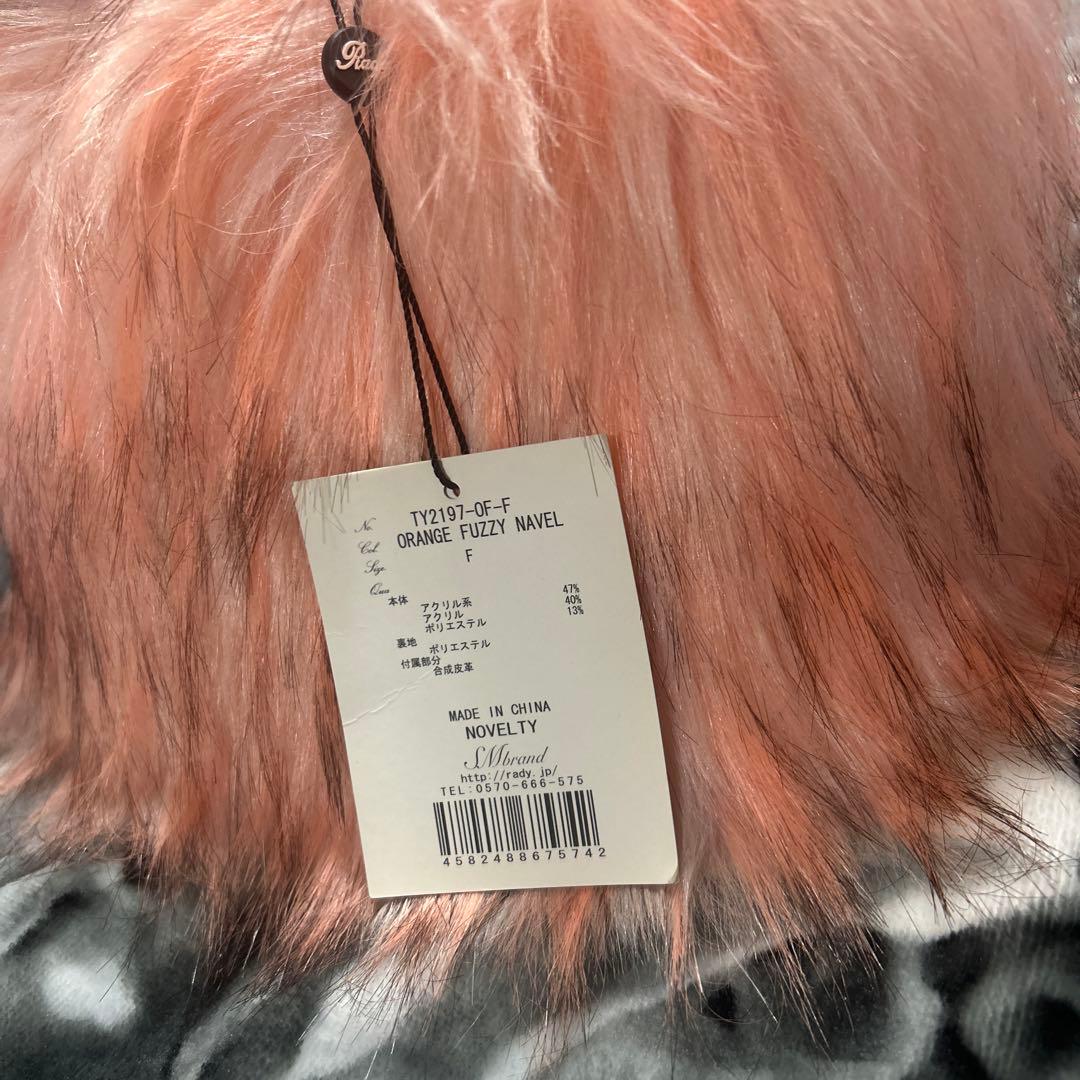 No. TY2197-OF-F
Col. ORANGE FUZZY NAVEL
Size. F
Qua
本体
アクリル系 47%
アクリル 40%
ポリエステル 13%
裏地
ポリエステル
付属部分
合成皮革
MADE IN CHINA
NOVELTY
SMbrand
http://rady.jp/
TEL:0570-666-575
4582488675742